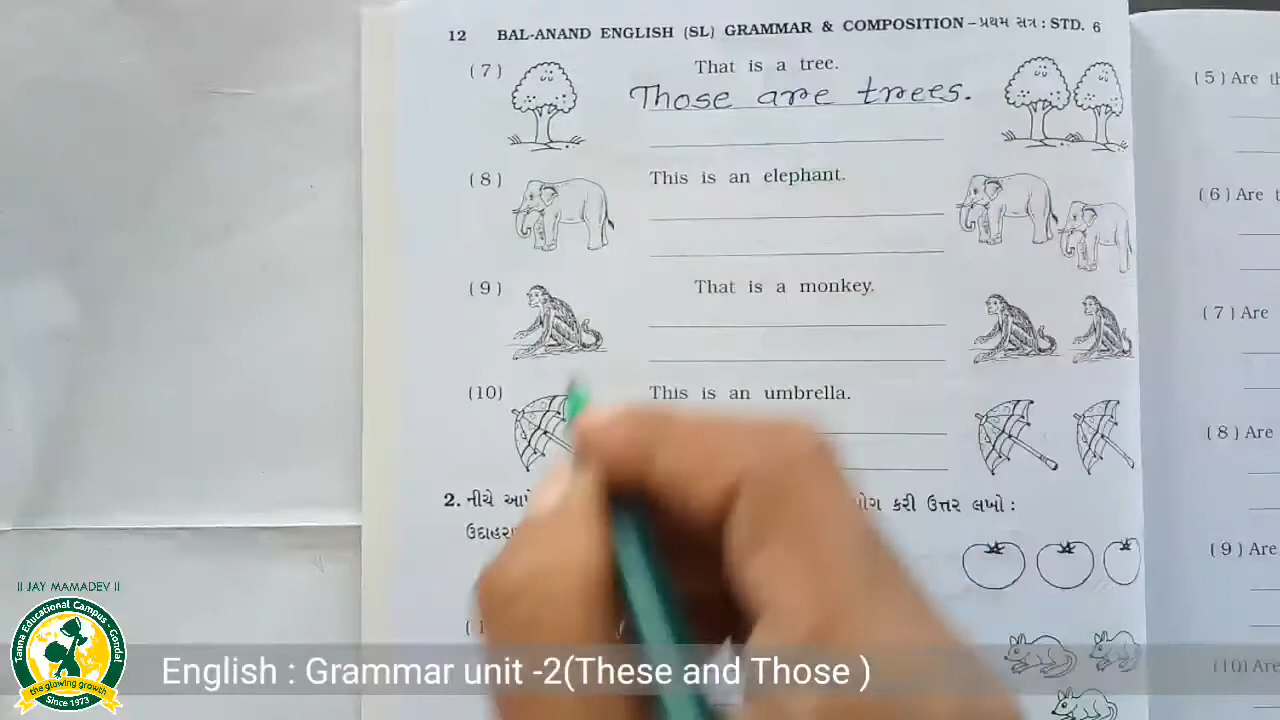 12 BAL-ANAND ENGLISH (SL) GRAMMAR & COMPOSITION – પ્રથમ સત્ર : STD. 6
(7) That is a tree.
Those are trees.
(8) This is an elephant.
(9) That is a monkey.
(10) This is an umbrella.
2. નીચે
કરી ઉત્તર લખો :
(5) Are
(6) Are
(7) Are
(8) Are
(9) Are
(10) Are
II JAY MAMADEV II
Tanna Educational Campus - Gondal
the glowing growth
Since 1973
English : Grammar unit -2(These and Those )